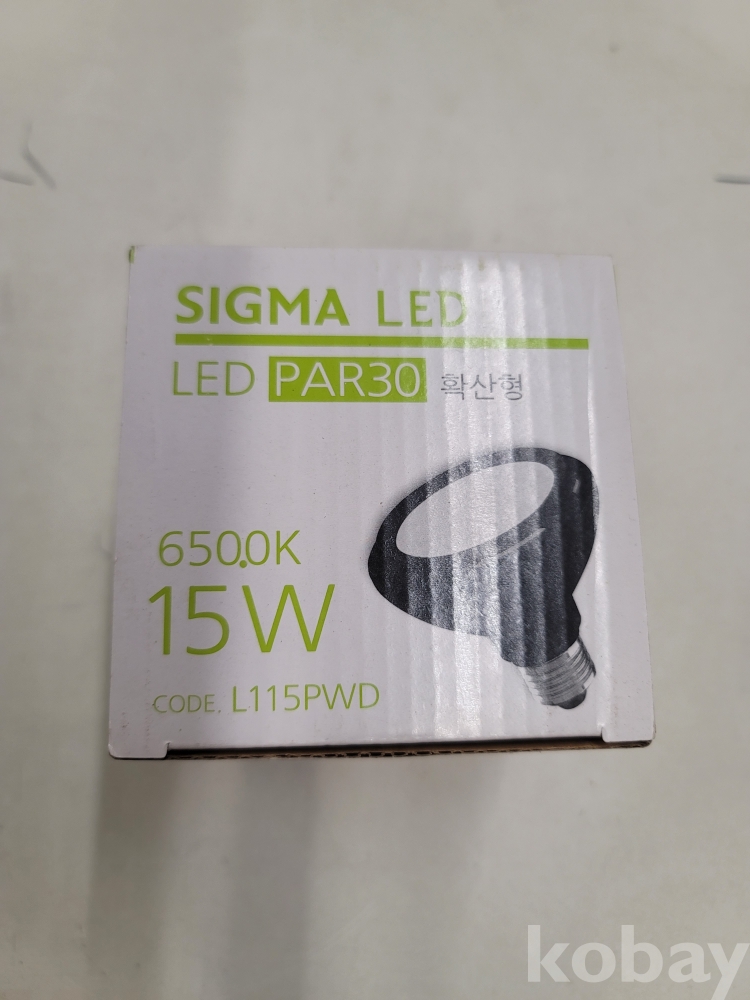 SIGMA LED
LED PAR30 확산형
6500K
15W
CODE. L115PWD
kobay